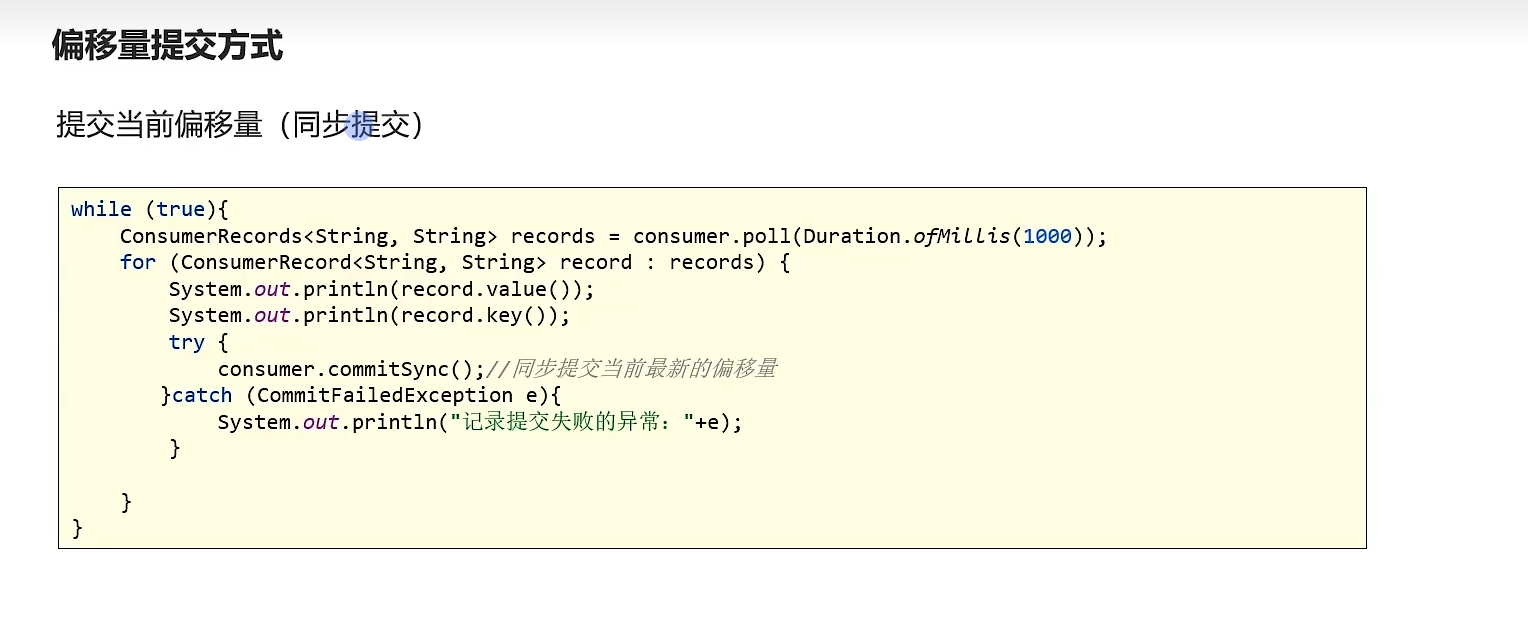 偏移量提交方式
提交当前偏移量（同步提交）
while (true){
    ConsumerRecords<String, String> records = consumer.poll(Duration.ofMillis(1000));
    for (ConsumerRecord<String, String> record : records) {
        System.out.println(record.value());
        System.out.println(record.key());
        try {
            consumer.commitSync();//同步提交当前最新的偏移量
        }catch (CommitFailedException e){
            System.out.println("记录提交失败的异常："+e);
        }
    }
}